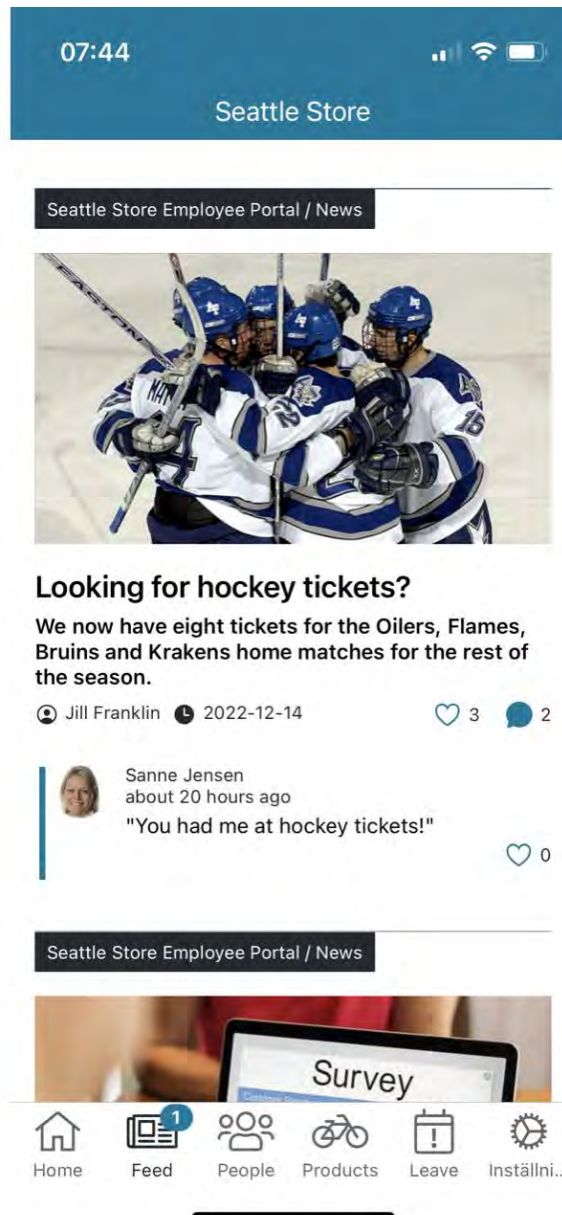 07:44
Seattle Store
Seattle Store Employee Portal / News
EASTON
22
16
Looking for hockey tickets?
We now have eight tickets for the Oilers, Flames,
Bruins and Krakens home matches for the rest of
the season.
Jill Franklin 2022-12-14 3 2
Sanne Jensen
about 20 hours ago
"You had me at hockey tickets!"
0
Seattle Store Employee Portal / News
Survey
1
Home Feed People Products Leave Inställni...